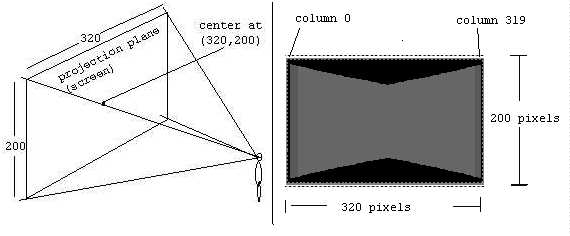 320
projection plane
(screen)
center at
(320,200)
200
column 0
column 319
200 pixels
320 pixels